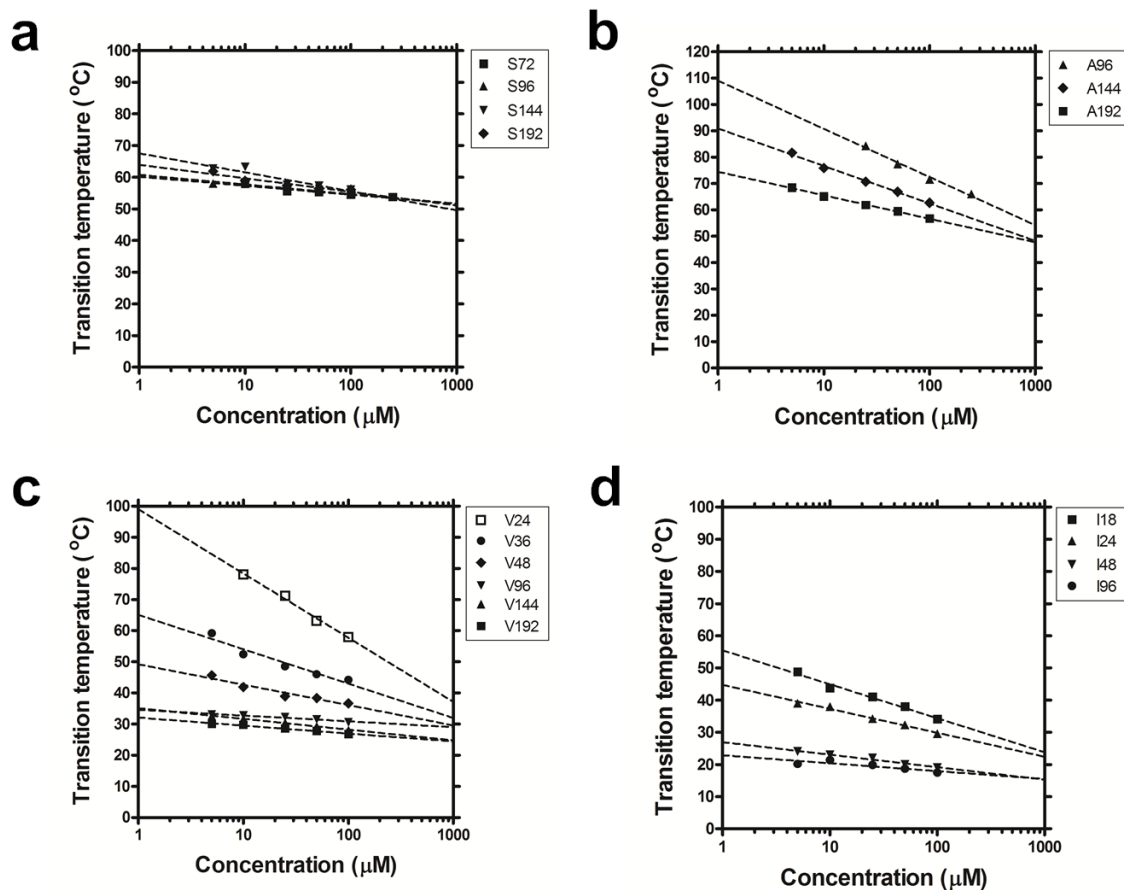 a
100
90
80
70
60
50
40
30
20
10
0
1 10 100 1000
Transition temperature (°C)
Concentration (μM)
S72
S96
S144
S192
b
120
110
100
90
80
70
60
50
40
30
20
10
0
1 10 100 1000
Transition temperature (°C)
Concentration (μM)
A96
A144
A192
c
100
90
80
70
60
50
40
30
20
10
0
1 10 100 1000
Transition temperature (°C)
Concentration (μM)
V24
V36
V48
V96
V144
V192
d
100
90
80
70
60
50
40
30
20
10
0
1 10 100 1000
Transition temperature (°C)
Concentration (μM)
I18
I24
I48
I96